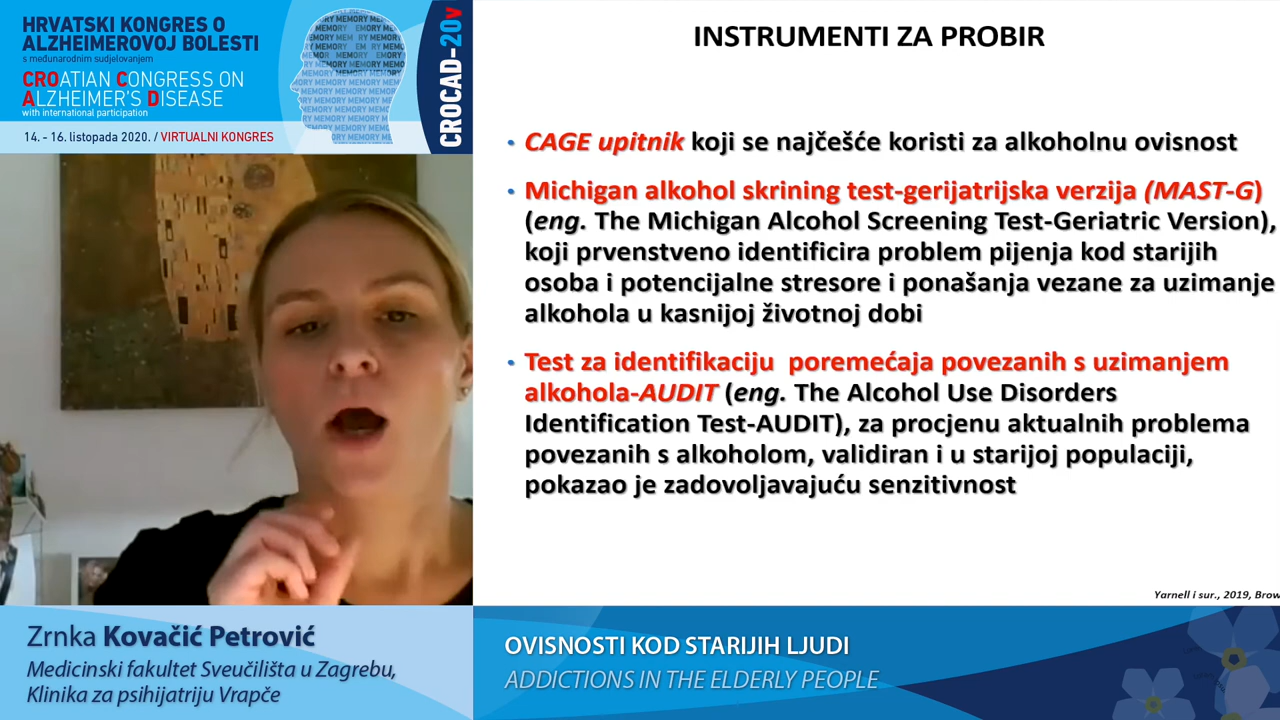 HRVATSKI KONGRES O
ALZHEIMEROVOJ BOLESTI
s međunarodnim sudjelovanjem
CROATIAN CONGRESS ON
ALZHEIMER'S DISEASE
with international participation
14. - 16. listopada 2020. / VIRTUALNI KONGRES
CROCAD-20v
INSTRUMENTI ZA PROBIR
• CAGE upitnik koji se najčešće koristi za alkoholnu ovisnost
• Michigan alkohol skrining test-gerijatrijska verzija (MAST-G)
(eng. The Michigan Alcohol Screening Test-Geriatric Version),
koji prvenstveno identificira problem pijenja kod starijih
osoba i potencijalne stresore i ponašanja vezane za uzimanje
alkohola u kasnijoj životnoj dobi
• Test za identifikaciju poremećaja povezanih s uzimanjem
alkohola-AUDIT (eng. The Alcohol Use Disorders
Identification Test-AUDIT), za procjenu aktualnih problema
povezanih s alkoholom, validiran i u starijoj populaciji,
pokazao je zadovoljavajuću senzitivnost
Yarnell i sur., 2019, Brow
Zrnka Kovačić Petrović
Medicinski fakultet Sveučilišta u Zagrebu,
Klinika za psihijatriju Vrapče
OVISNOSTI KOD STARIJIH LJUDI
ADDICTIONS IN THE ELDERLY PEOPLE